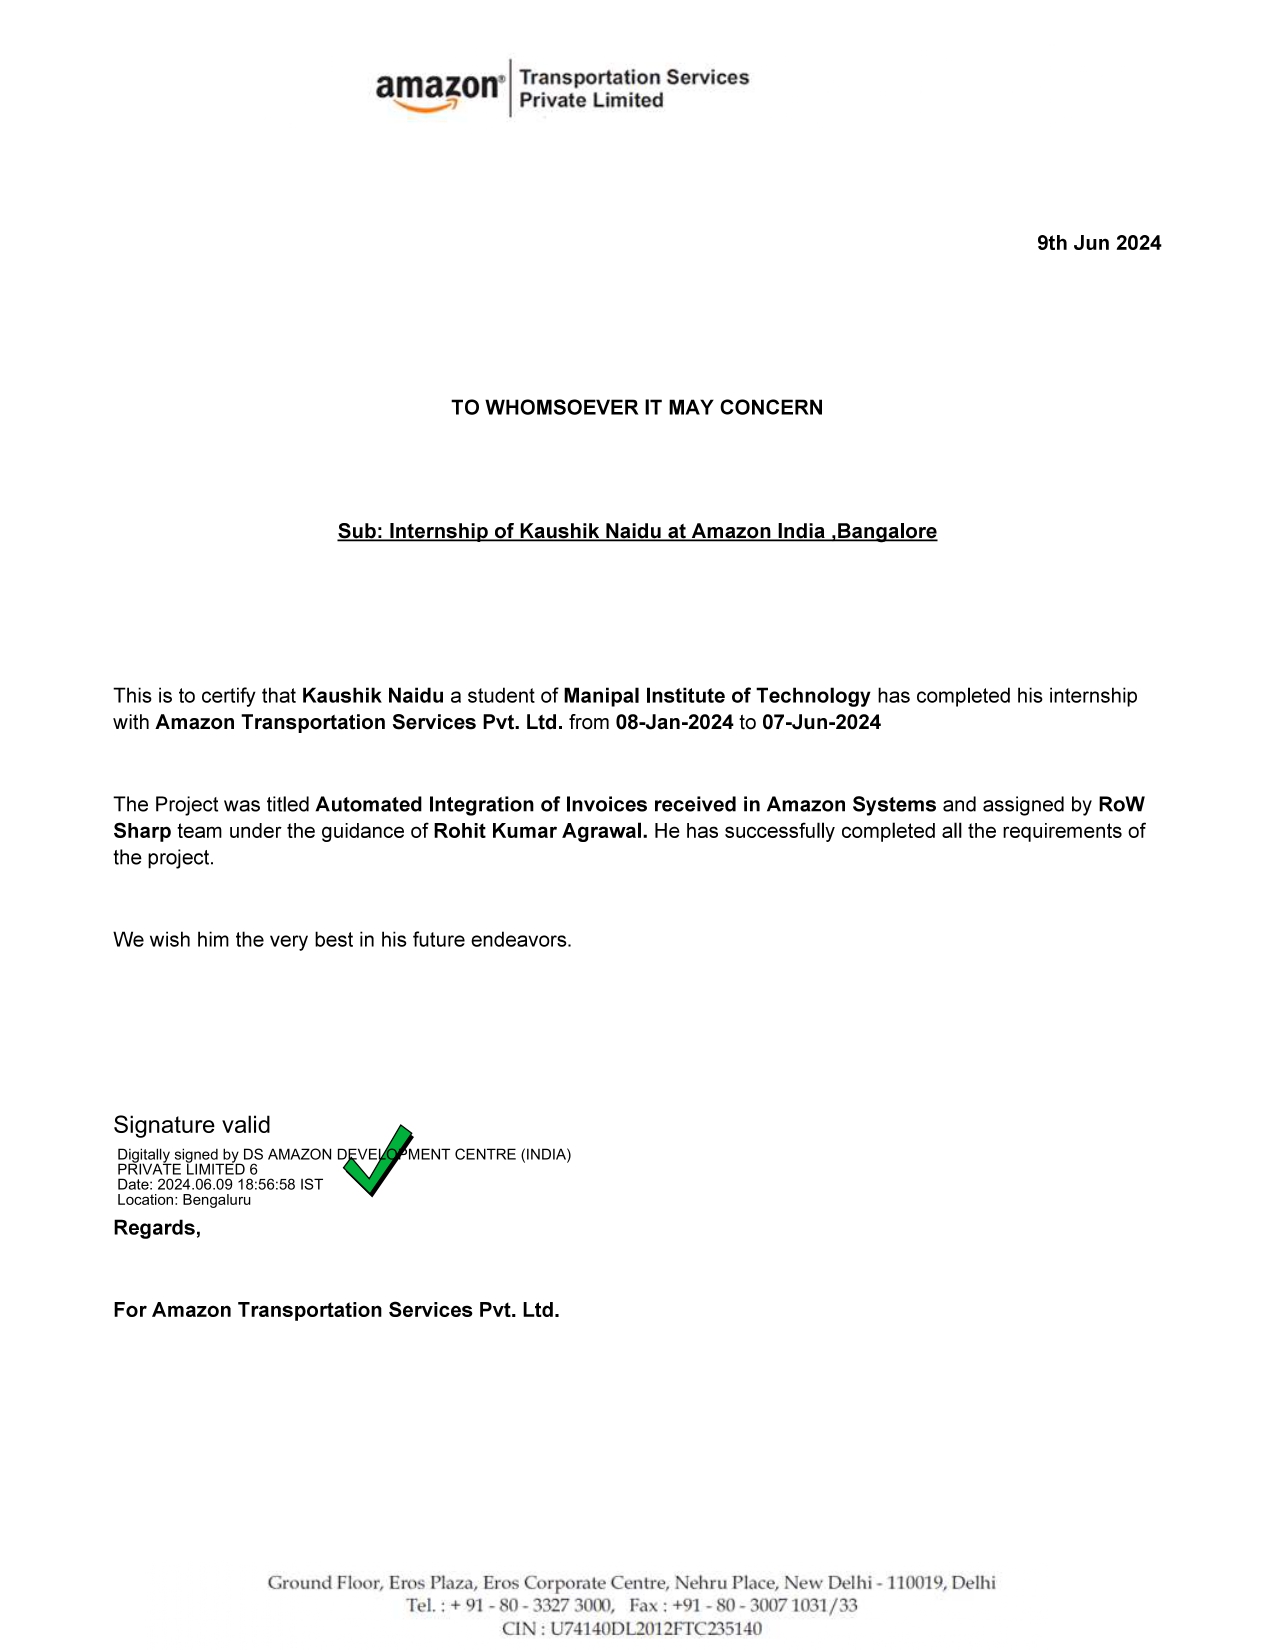 amazon® Transportation Services
Private Limited
9th Jun 2024
TO WHOMSOEVER IT MAY CONCERN
Sub: Internship of Kaushik Naidu at Amazon India ,Bangalore
This is to certify that Kaushik Naidu a student of Manipal Institute of Technology has completed his internship
with Amazon Transportation Services Pvt. Ltd. from 08-Jan-2024 to 07-Jun-2024
The Project was titled Automated Integration of Invoices received in Amazon Systems and assigned by RoW
Sharp team under the guidance of Rohit Kumar Agrawal. He has successfully completed all the requirements of
the project.
We wish him the very best in his future endeavors.
Signature valid
Digitally signed by DS AMAZON DEVELOPMENT CENTRE (INDIA)
PRIVATE LIMITED 6
Date: 2024.06.09 18:56:58 IST
Location: Bengaluru
Regards,
For Amazon Transportation Services Pvt. Ltd.
Ground Floor, Eros Plaza, Eros Corporate Centre, Nehru Place, New Delhi - 110019, Delhi
Tel. : + 91 - 80 - 3327 3000, Fax : +91 - 80 - 3007 1031/33
CIN : U74140DL2012FTC235140